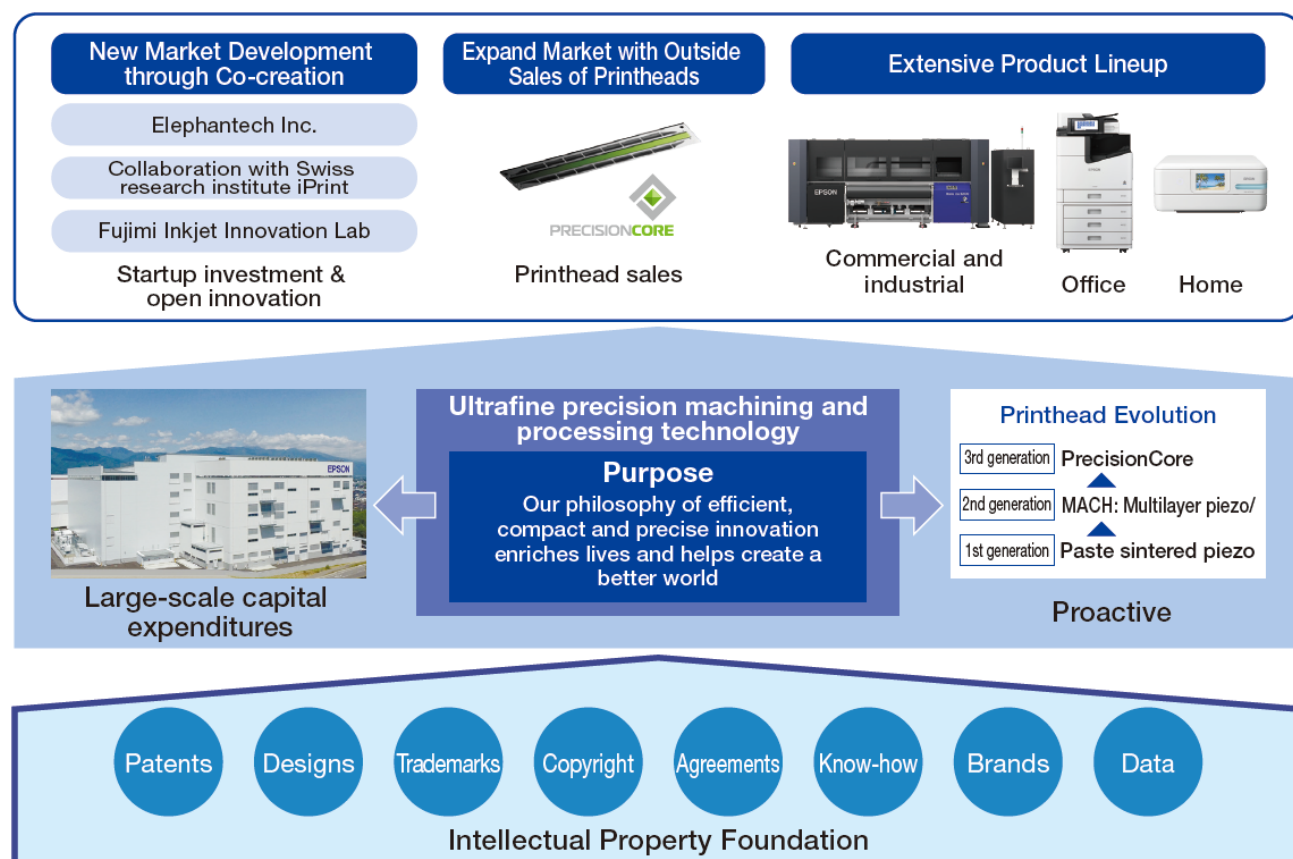 New Market Development
through Co-creation
Elephantech Inc.
Collaboration with Swiss
research institute iPrint
Fujimi Inkjet Innovation Lab
Startup investment &
open innovation
Expand Market with Outside
Sales of Printheads
PRECISIONCORE
Printhead sales
Extensive Product Lineup
EPSON
Commercial and
industrial
EPSON
Office
Home
EPSON
Large-scale capital
expenditures
Ultrafine precision machining and
processing technology
Purpose
Our philosophy of efficient,
compact and precise innovation
enriches lives and helps create a
better world
Printhead Evolution
3rd generation PrecisionCore
2nd generation MACH: Multilayer piezo/
1st generation Paste sintered piezo
Proactive
Patents
Designs
Trademarks
Copyright
Agreements
Know-how
Brands
Data
Intellectual Property Foundation